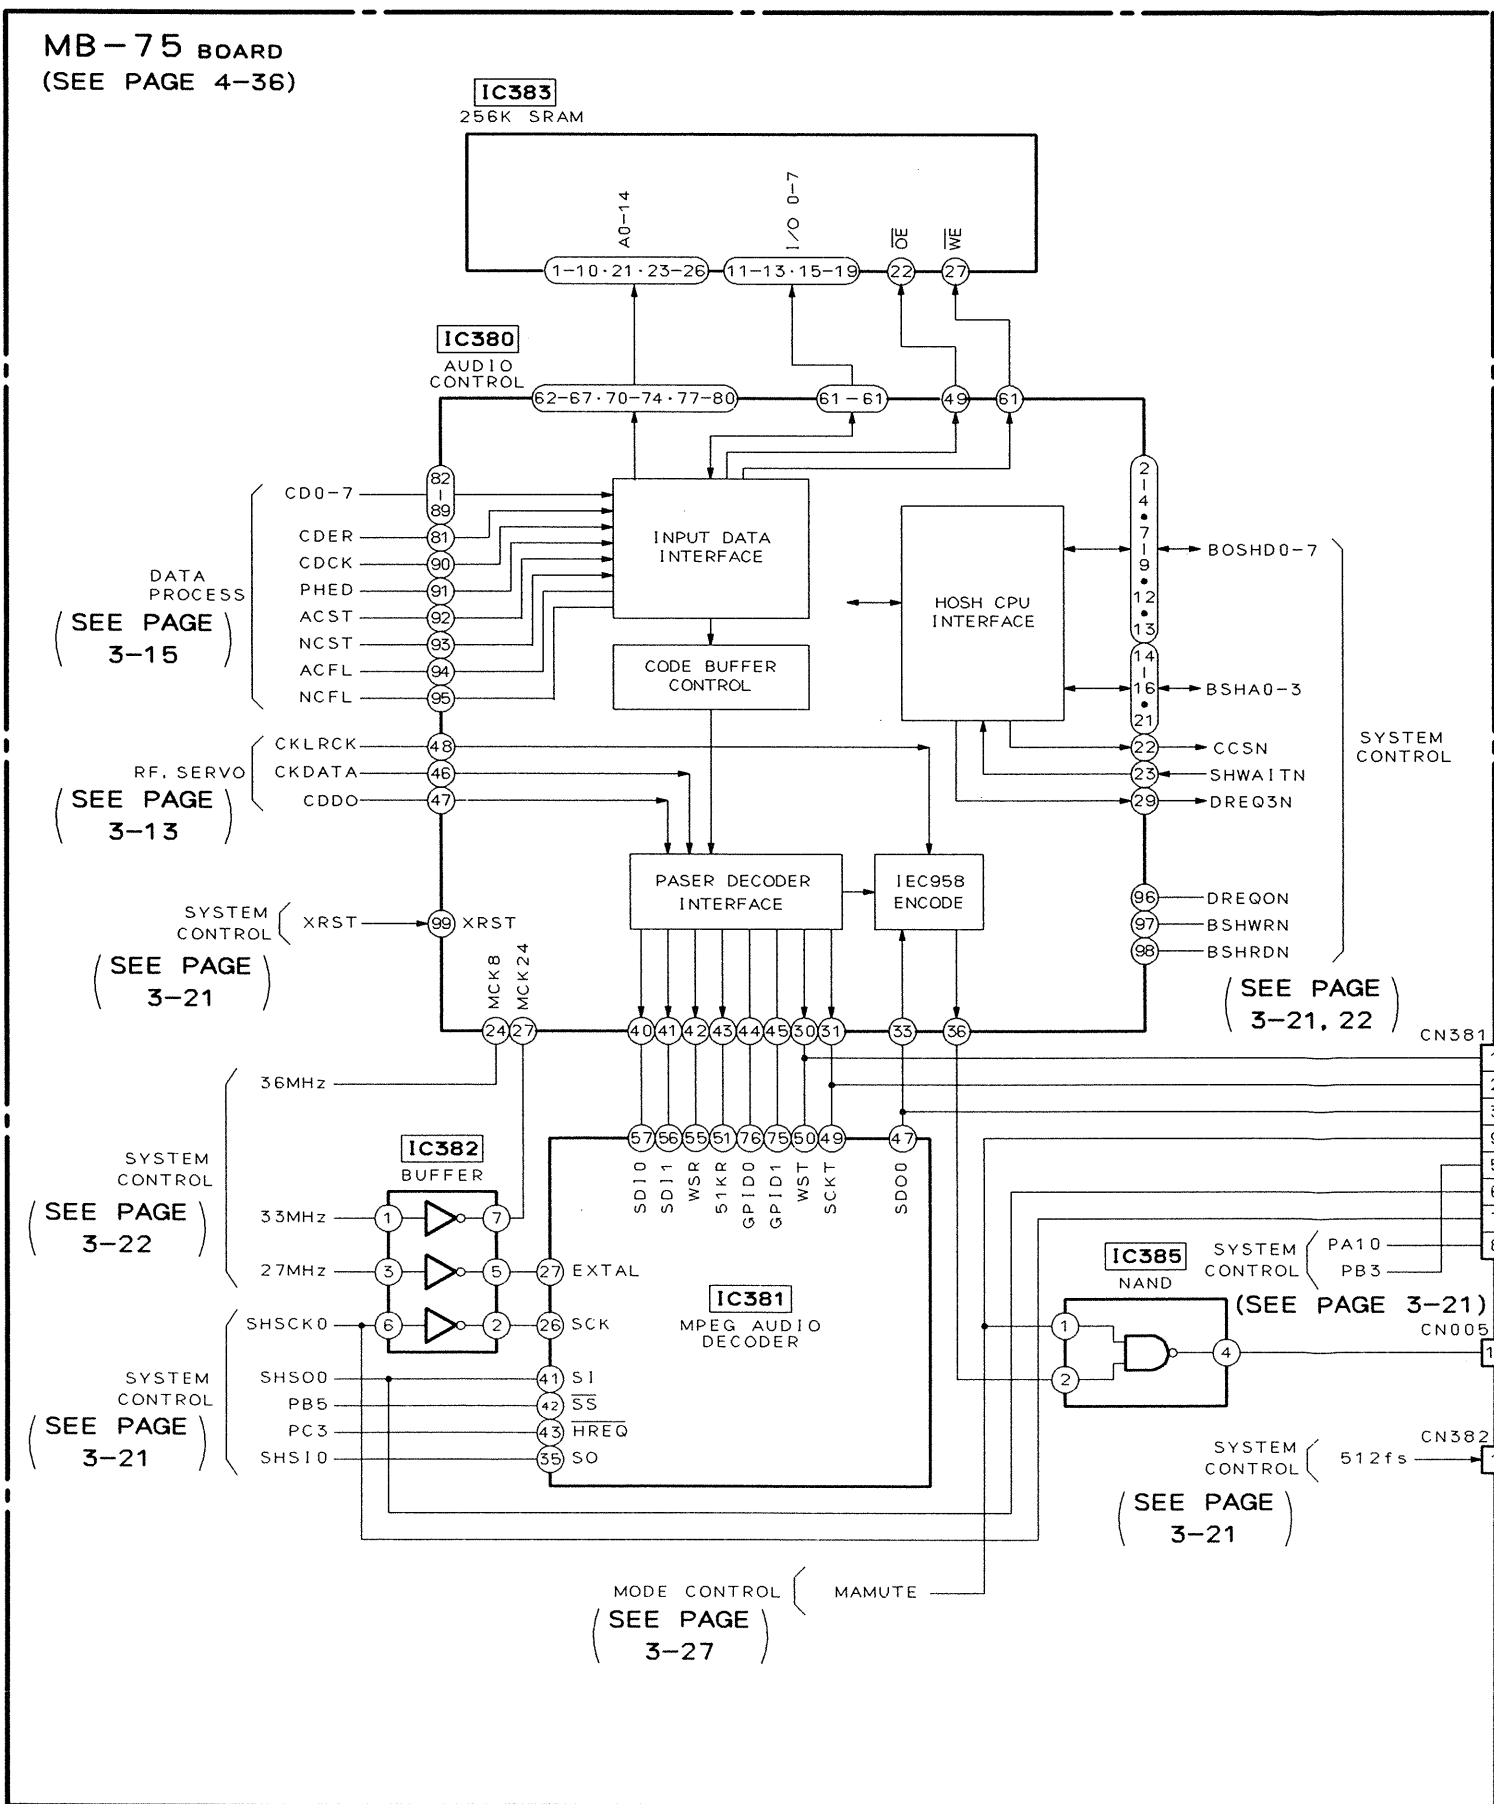 MB-75 BOARD
(SEE PAGE 4-36)
IC383
256K SRAM
A0-14
I/O 0-7
OE
WE
1-10·21·23-26
11-13·15-19
22
27
IC380
AUDIO
CONTROL
62-67·70-74·77-80
61-61
49
61
CD0-7
82
89
CDER
81
CDCK
90
PHED
91
ACST
92
NCST
93
ACFL
94
NCFL
95
DATA
PROCESS
(SEE PAGE
3-15)
INPUT DATA
INTERFACE
CODE BUFFER
CONTROL
HOSH CPU
INTERFACE
2
4
7
9
12
13
BOSHD0-7
14
16
21
BSHA0-3
22
CCSN
23
SHWAITN
29
DREQ3N
SYSTEM
CONTROL
CKLRCK
48
CKDATA
46
CDDO
47
RF, SERVO
(SEE PAGE
3-13)
PASER DECODER
INTERFACE
IEC958
ENCODE
96
DREQON
97
BSHWRN
98
BSHRDN
(SEE PAGE
3-21, 22)
SYSTEM
CONTROL
XRST
99
XRST
(SEE PAGE
3-21)
MCK8
MCK24
24
27
40
41
42
43
44
45
30
31
33
36
CN381
1
2
3
5
6
7
8
36MHz
SYSTEM
CONTROL
(SEE PAGE
3-22)
IC382
BUFFER
33MHz
1
7
27MHz
3
5
SHSCK0
6
2
57
56
55
51
76
75
50
49
47
SDI0
SDI1
WSR
51KR
GPID0
GPID1
WST
SCKT
SDO0
27
EXTAL
26
SCK
IC381
MPEG AUDIO
DECODER
SHSO0
41
SI
PB5
42
SS
PC3
43
HREQ
SHSI0
35
SO
SYSTEM
CONTROL
(SEE PAGE
3-21)
IC385
NAND
1
2
4
SYSTEM
CONTROL
PA10
PB3
(SEE PAGE 3-21)
CN005
1
CN382
1
SYSTEM
CONTROL
512fs
(SEE PAGE
3-21)
MODE CONTROL
MAMUTE
(SEE PAGE
3-27)